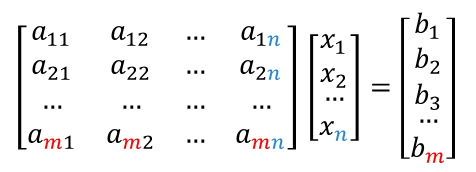 a₁₁ a₁₂ … a₁ₙ x₁ b₁
a₂₁ a₂₂ … a₂ₙ x₂ b₂
… … … … … = b₃
aₘ₁ aₘ₂ … aₘₙ xₙ …
bₘ